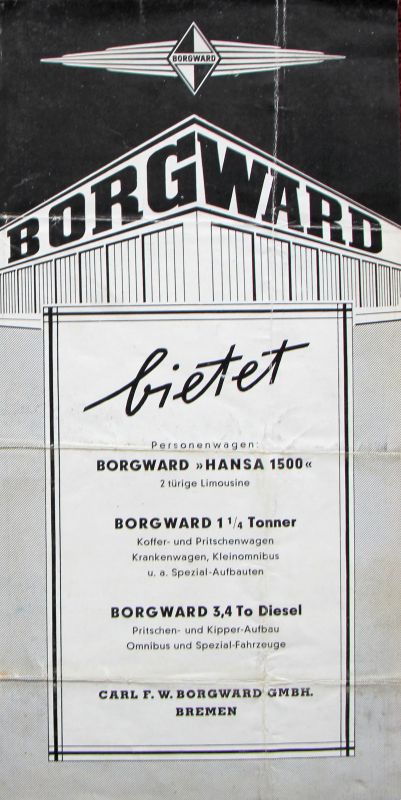 BORGWARD
BORGWARD
bietet
Personenwagen:
BORGWARD »HANSA 1500«
2 türige Limousine
BORGWARD 1 1/4 Tonner
Koffer- und Pritschenwagen
Krankenwagen, Kleinomnibus
u. a. Spezial-Aufbauten
BORGWARD 3,4 To Diesel
Pritschen- und Kipper-Aufbau
Omnibus und Spezial-Fahrzeuge
CARL F. W. BORGWARD GMBH.
BREMEN